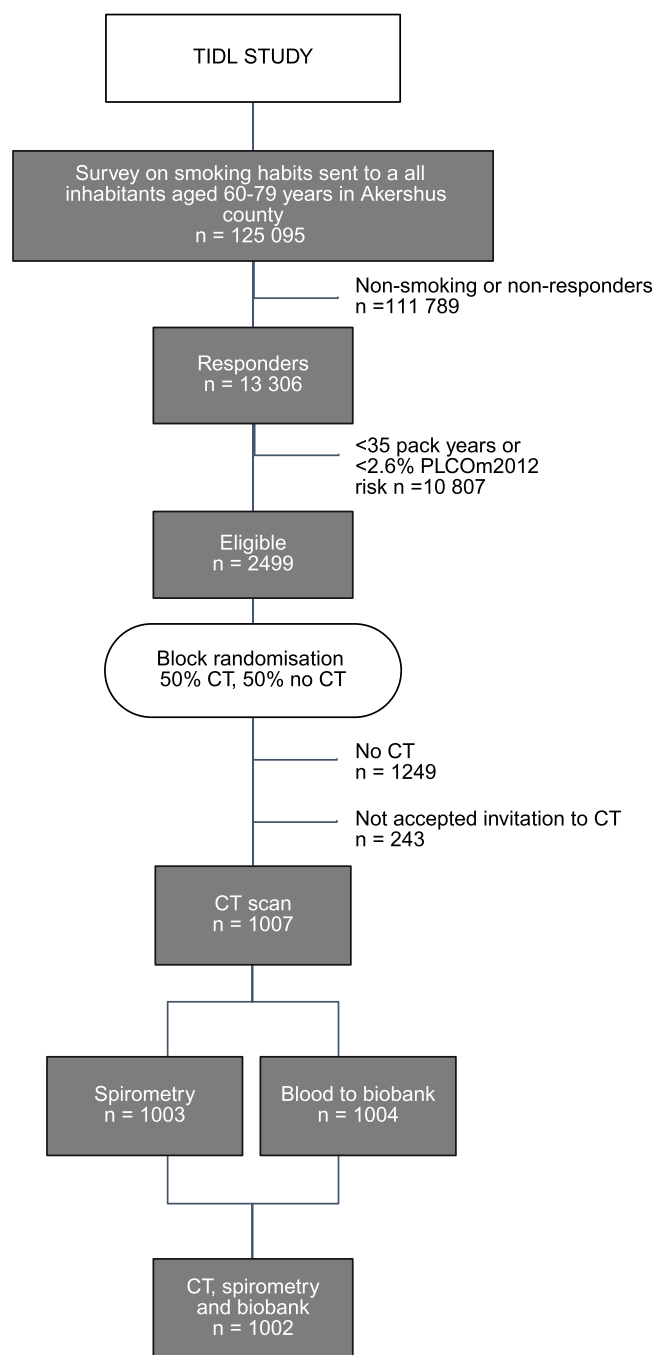 TIDL STUDY
Survey on smoking habits sent to a all
inhabitants aged 60-79 years in Akershus
county
n = 125 095
Non-smoking or non-responders
n =111 789
Responders
n = 13 306
<35 pack years or
<2.6% PLCOm2012
risk n =10 807
Eligible
n = 2499
Block randomisation
50% CT, 50% no CT
No CT
n = 1249
Not accepted invitation to CT
n = 243
CT scan
n = 1007
Spirometry
n = 1003
Blood to biobank
n = 1004
CT, spirometry
and biobank
n = 1002